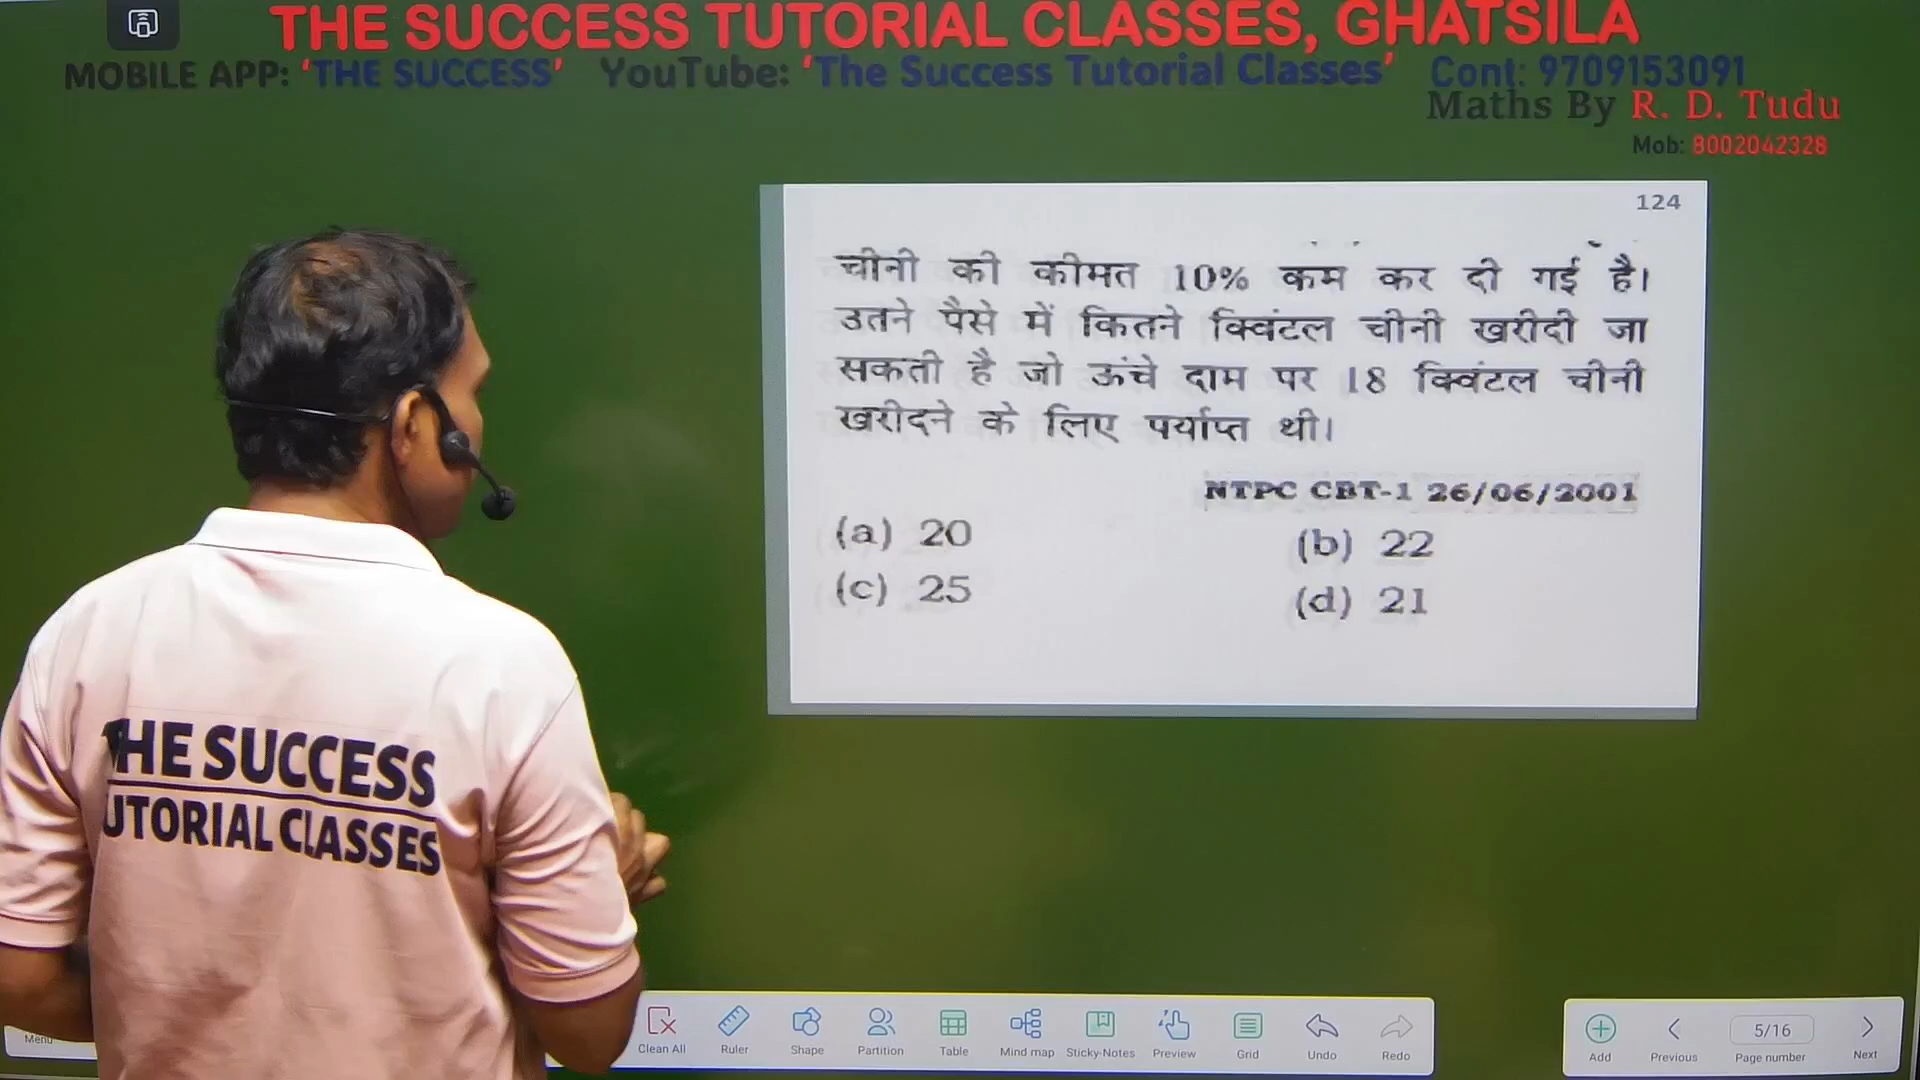 THE SUCCESS TUTORIAL CLASSES, GHATSILA
MOBILE APP: ‘THE SUCCESS’ YouTube: ‘The Success Tutorial Classes’ Cont: 9709153091
Maths By R. D. Tudu
Mob: 8002042328
124
चीनी की कीमत 10% कम कर दी गई है।
उतने पैसे में कितने क्विंटल चीनी खरीदी जा
सकती है जो ऊंचे दाम पर 18 क्विंटल चीनी
खरीदने के लिए पर्याप्त थी।
NTPC CBT-1 26/06/2001
(a) 20 (b) 22
(c) 25 (d) 21
THE SUCCESS
TUTORIAL CLASSES
Menu
Clean All Ruler Shape Partition Table Mind map Sticky-Notes Preview Grid Undo Redo
Add Previous 5/16 Page number Next